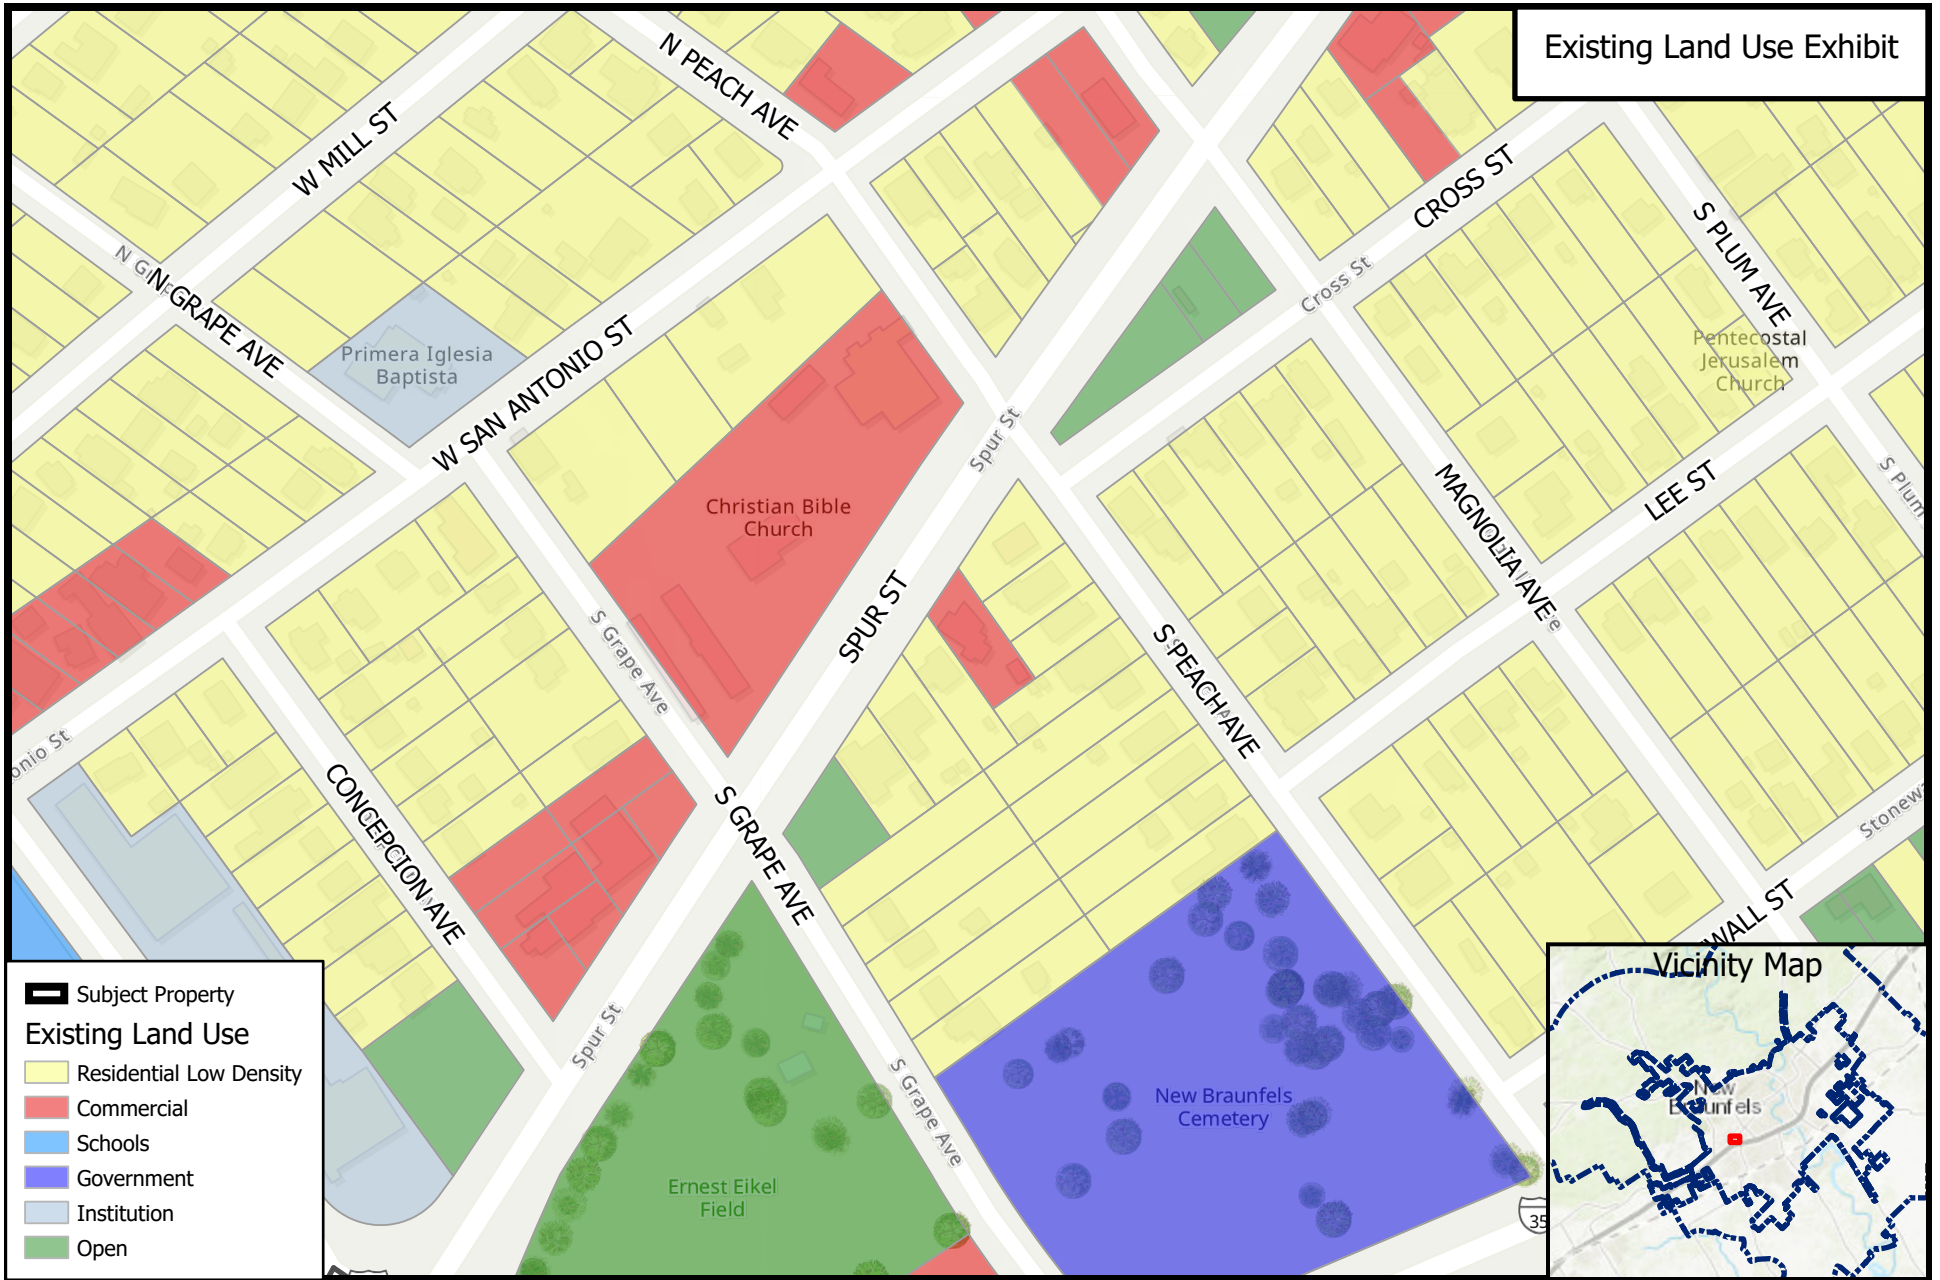 Existing Land Use Exhibit
N PEACH AVE
W MILL ST
CROSS ST
S PLUM AVE
N GRAPE AVE
Cross St
Primera Iglesia
Baptista
W SAN ANTONIO ST
Pentecostal
Jerusalem
Church
Spur St
Christian Bible
Church
MAGNOLIA AVE
LEE ST
S Plum
SPUR ST
S Grape Ave
S PEACH AVE
onio St
CONCEPCION AVE
S GRAPE AVE
Stonew
WALL ST
Spur St
S Grape Ave
New Braunfels
Cemetery
Ernest Eikel
Field
35
Subject Property
Existing Land Use
Residential Low Density
Commercial
Schools
Government
Institution
Open
Vicinity Map
New
Braunfels